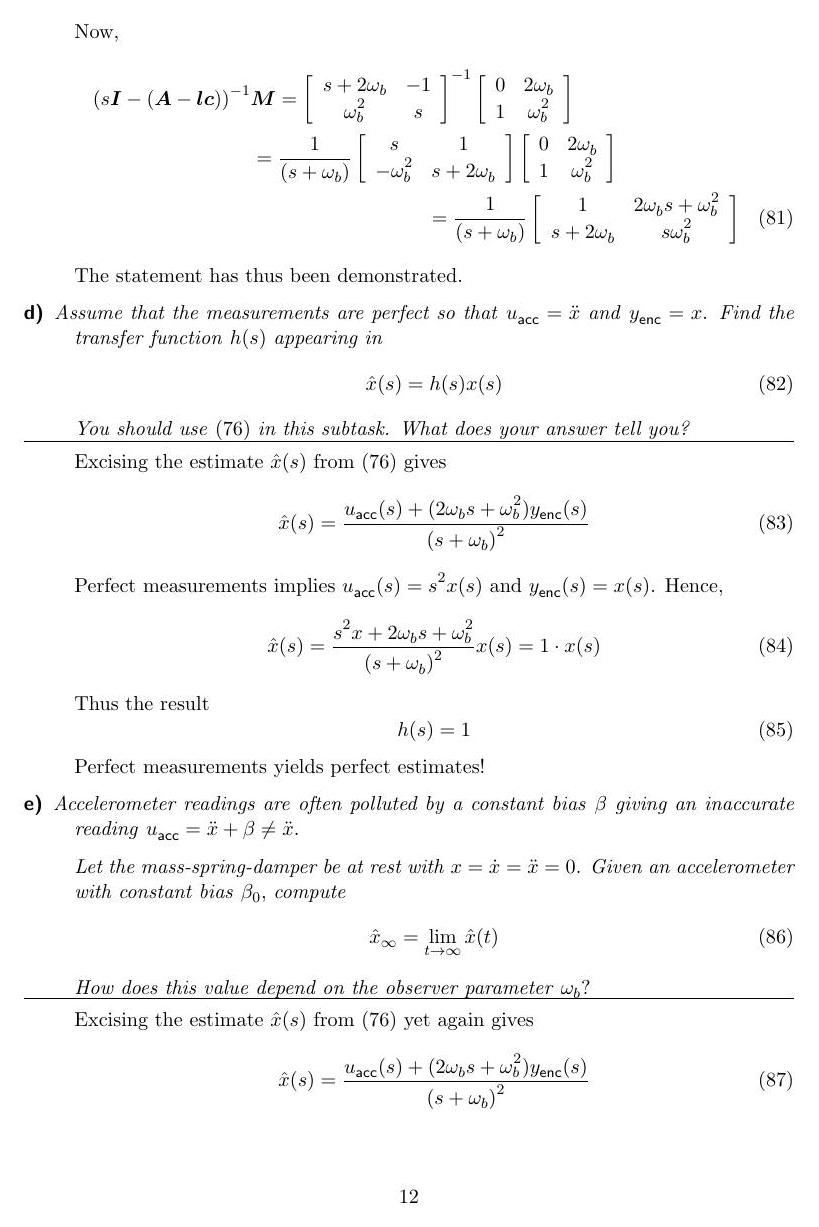 Now,
(sI − (A − lc))⁻¹M = [ s + 2ω_b −1 ; ω_b² s ]⁻¹ [ 0 2ω_b ; 1 ω_b² ]
= 1/(s + ω_b) [ s 1 ; −ω_b² s + 2ω_b ] [ 0 2ω_b ; 1 ω_b² ]
= 1/(s + ω_b) [ 1 2ω_b s + ω_b² ; s + 2ω_b sω_b² ] (81)
The statement has thus been demonstrated.
d) Assume that the measurements are perfect so that u_acc = ẍ and y_enc = x. Find the
transfer function h(s) appearing in
x̂(s) = h(s)x(s) (82)
You should use (76) in this subtask. What does your answer tell you?
Excising the estimate x̂(s) from (76) gives
x̂(s) = (u_acc(s) + (2ω_b s + ω_b²)y_enc(s))/(s + ω_b)² (83)
Perfect measurements implies u_acc(s) = s²x(s) and y_enc(s) = x(s). Hence,
x̂(s) = (s²x + 2ω_b s + ω_b²)/(s + ω_b)² x(s) = 1 · x(s) (84)
Thus the result
h(s) = 1 (85)
Perfect measurements yields perfect estimates!
e) Accelerometer readings are often polluted by a constant bias β giving an inaccurate
reading u_acc = ẍ + β ≠ ẍ.
Let the mass-spring-damper be at rest with x = ẋ = ẍ = 0. Given an accelerometer
with constant bias β₀, compute
x̂_∞ = lim_{t→∞} x̂(t) (86)
How does this value depend on the observer parameter ω_b?
Excising the estimate x̂(s) from (76) yet again gives
x̂(s) = (u_acc(s) + (2ω_b s + ω_b²)y_enc(s))/(s + ω_b)² (87)
12